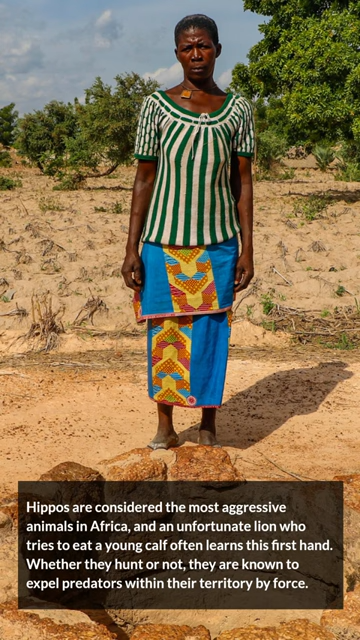 Hippos are considered the most aggressive
animals in Africa, and an unfortunate lion who
tries to eat a young calf often learns this first hand.
Whether they hunt or not, they are known to
expel predators within their territory by force.